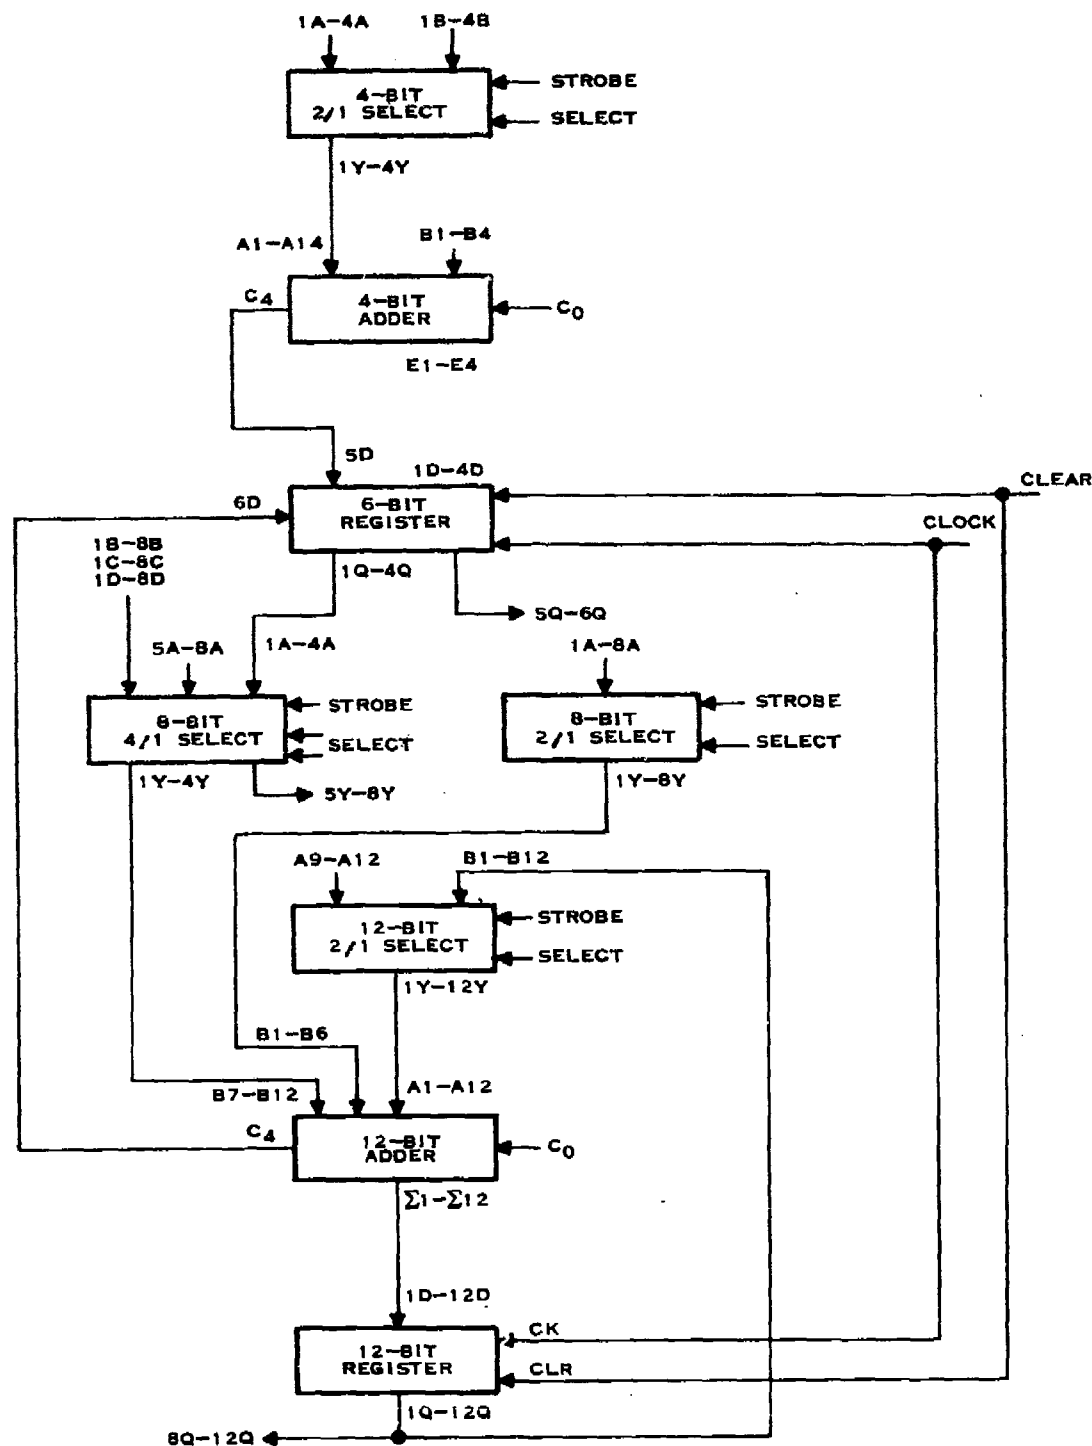 1A-4A
1B-4B
4-BIT
2/1 SELECT
STROBE
SELECT
1Y-4Y
A1-A14
B1-B4
C4
4-BIT
ADDER
C0
E1-E4
5D
1D-4D
6D
6-BIT
REGISTER
CLEAR
CLOCK
1B-8B
1C-8C
1D-8D
1Q-4Q
5Q-6Q
5A-8A
1A-4A
1A-8A
8-BIT
4/1 SELECT
STROBE
SELECT
8-BIT
2/1 SELECT
STROBE
SELECT
1Y-4Y
5Y-8Y
1Y-8Y
A9-A12
B1-B12
12-BIT
2/1 SELECT
STROBE
SELECT
1Y-12Y
B1-B6
B7-B12
A1-A12
C4
12-BIT
ADDER
C0
Σ1-Σ12
1D-12D
12-BIT
REGISTER
CK
CLR
1Q-12Q
8Q-12Q